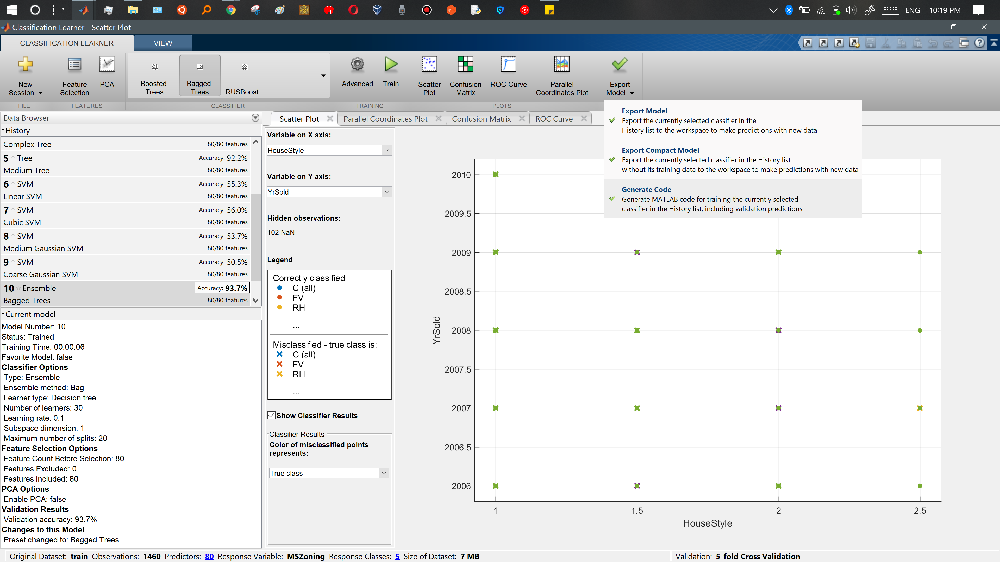 ENG 10:19 PM
Classification Learner - Scatter Plot
CLASSIFICATION LEARNER VIEW
New Session
Feature Selection
PCA
Boosted Trees
Bagged Trees
RUSBoost...
Advanced
Train
Scatter Plot
Confusion Matrix
ROC Curve
Parallel Coordinates Plot
Export Model
FILE FEATURES CLASSIFIER TRAINING PLOTS
Export Model
Export the currently selected classifier in the
History list to the workspace to make predictions with new data
Export Compact Model
Export the currently selected classifier in the History list
without its training data to the workspace to make predictions with new data
Generate Code
Generate MATLAB code for training the currently selected
classifier in the History list, including validation predictions
Data Browser
History
Complex Tree 80/80 features
5 Tree Accuracy: 92.2%
Medium Tree 80/80 features
6 SVM Accuracy: 55.3%
Linear SVM 80/80 features
7 SVM Accuracy: 56.0%
Cubic SVM 80/80 features
8 SVM Accuracy: 53.7%
Medium Gaussian SVM 80/80 features
9 SVM Accuracy: 50.5%
Coarse Gaussian SVM 80/80 features
10 Ensemble Accuracy: 93.7%
Bagged Trees 80/80 features
Current model
Model Number: 10
Status: Trained
Training Time: 00:00:06
Favorite Model: false
Classifier Options
Type: Ensemble
Ensemble method: Bag
Learner type: Decision tree
Number of learners: 30
Learning rate: 0.1
Subspace dimension: 1
Maximum number of splits: 20
Feature Selection Options
Feature Count Before Selection: 80
Features Excluded: 0
Features Included: 80
PCA Options
Enable PCA: false
Validation Results
Validation accuracy: 93.7%
Changes to this Model
Preset changed to: Bagged Trees
Scatter Plot Parallel Coordinates Plot Confusion Matrix ROC Curve
Variable on X axis:
HouseStyle
Variable on Y axis:
YrSold
Hidden observations:
102 NaN
Legend
Correctly classified
C (all)
FV
RH
...
Misclassified - true class is:
C (all)
FV
RH
...
Show Classifier Results
Classifier Results
Color of misclassified points
represents:
True class
YrSold
2010
2009.5
2009
2008.5
2008
2007.5
2007
2006.5
2006
1 1.5 2 2.5
HouseStyle
Original Dataset: train Observations: 1460 Predictors: 80 Response Variable: MSZoning Response Classes: 5 Size of Dataset: 7 MB
Validation: 5-fold Cross Validation